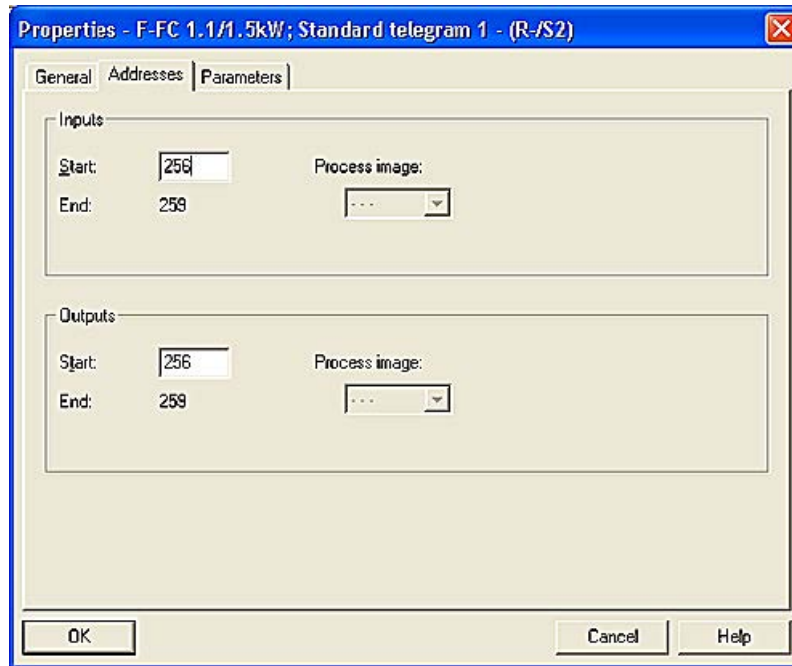 Properties - F-FC 1.1/1.5kW; Standard telegram 1 - (R-/S2)
General Addresses Parameters
Inputs
Start: 256 Process image:
End: 259 ---
Outputs
Start: 256 Process image:
End: 259 ---
OK Cancel Help